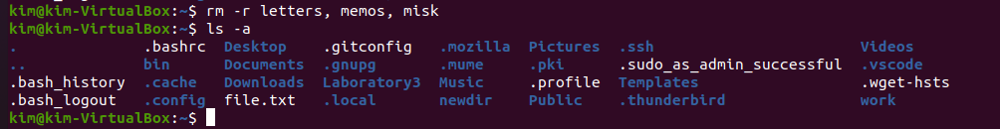 kim@kim-VirtualBox:~$ rm -r letters, memos, misk
kim@kim-VirtualBox:~$ ls -a
. .bashrc Desktop .gitconfig .mozilla Pictures .ssh Videos
.. bin Documents .gnupg .mume .pki .sudo_as_admin_successful .vscode
.bash_history .cache Downloads Laboratory3 Music .profile Templates .wget-hsts
.bash_logout .config file.txt .local newdir Public .thunderbird work
kim@kim-VirtualBox:~$